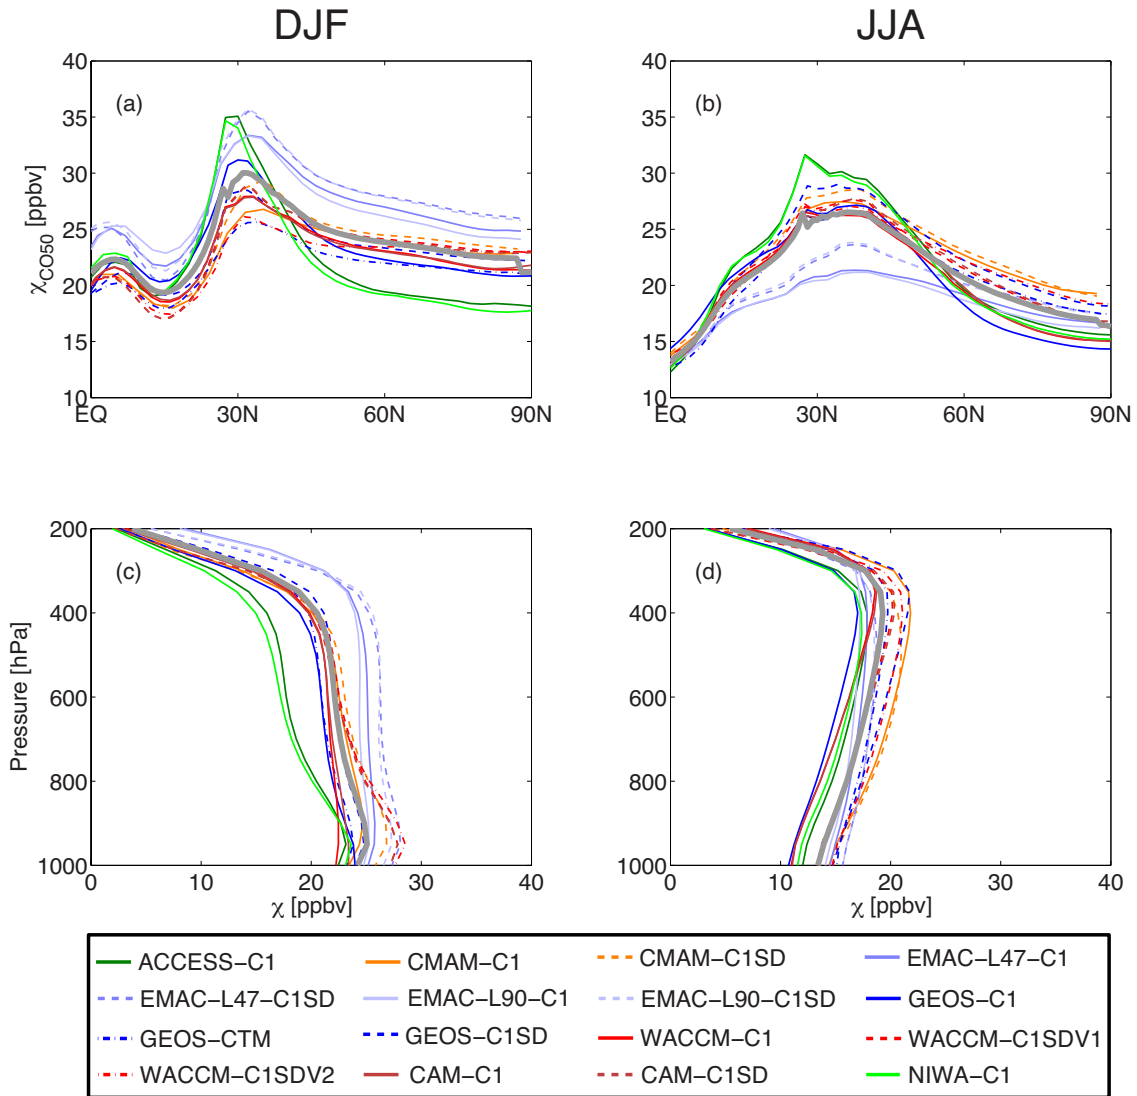 DJF JJA
40 40
(a) (b)
35 35
30 30
χCO50 [ppbv]
25 25
20 20
15 15
10 10
EQ 30N 60N 90N EQ 30N 60N 90N
200 200
(c) (d)
400 400
Pressure [hPa]
600 600
800 800
1000 1000
0 10 20 30 40 0 10 20 30 40
χ [ppbv] χ [ppbv]
ACCESS−C1 CMAM−C1 CMAM−C1SD EMAC−L47−C1
EMAC−L47−C1SD EMAC−L90−C1 EMAC−L90−C1SD GEOS−C1
GEOS−CTM GEOS−C1SD WACCM−C1 WACCM−C1SDV1
WACCM−C1SDV2 CAM−C1 CAM−C1SD NIWA−C1